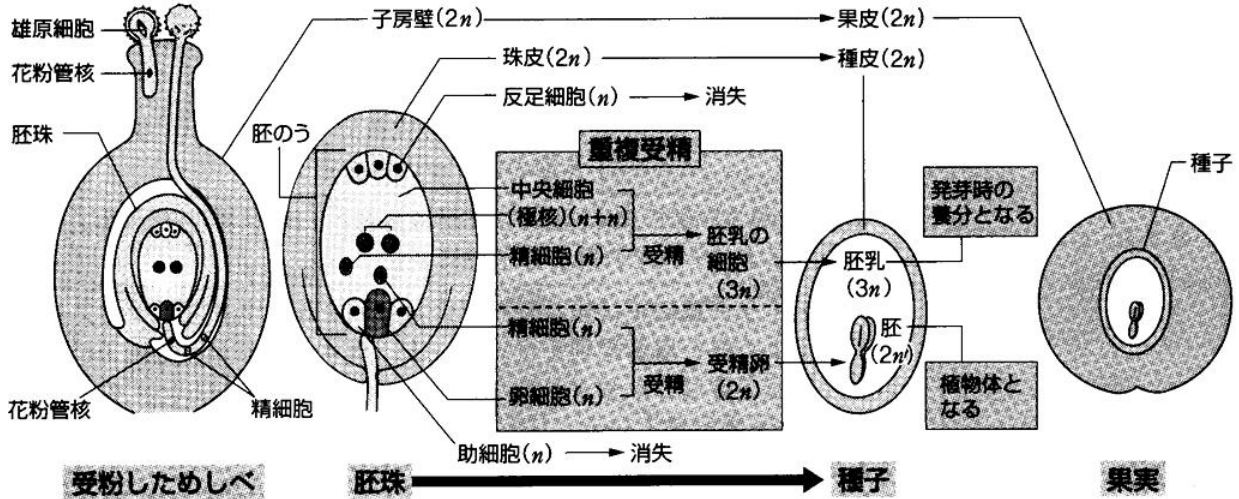 雄原細胞
花粉管核
胚珠
花粉管核
精細胞
受粉しためしべ
子房壁(2n)
果皮(2n)
珠皮(2n)
種皮(2n)
反足細胞(n)
消失
胚のう
重複受精
中央細胞
(極核)(n+n)
精細胞(n)
受精
胚乳の
細胞
(3n)
精細胞(n)
卵細胞(n)
受精
受精卵
(2n)
助細胞(n)
消失
胚珠
胚乳
(3n)
胚
(2n)
種子
発芽時の
養分となる
植物体と
なる
種子
果実